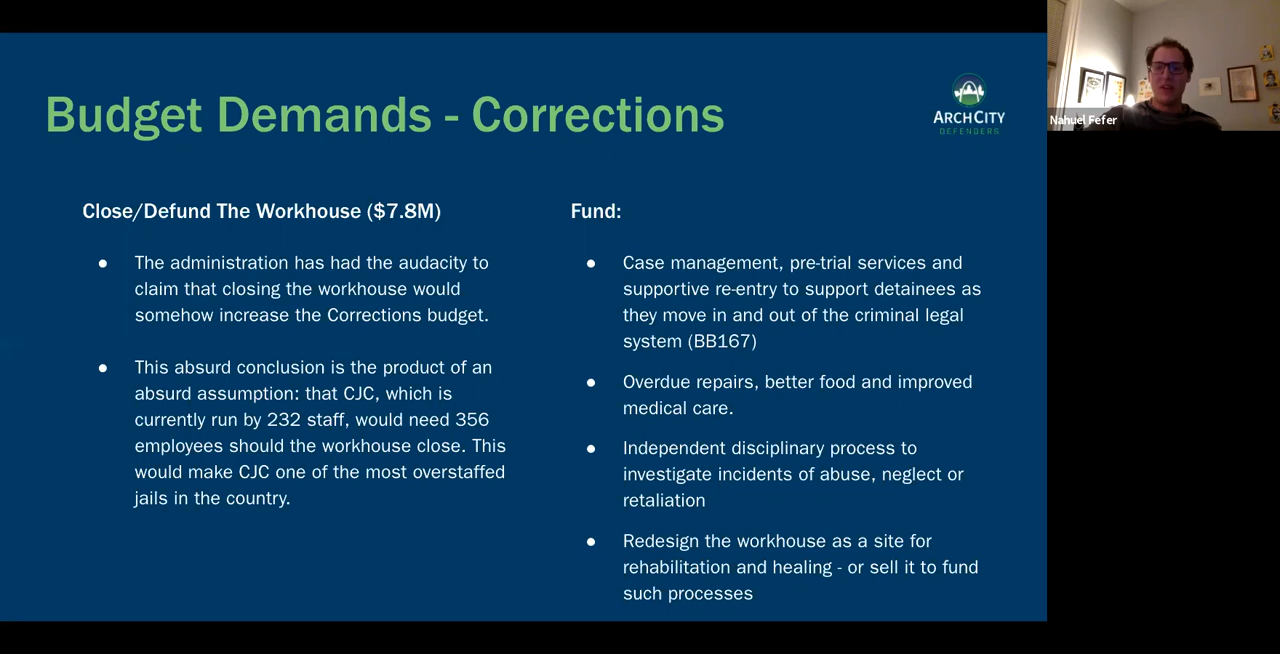 Budget Demands - Corrections
ARCHCITY
DEFENDERS
Nahuel Fefer
Close/Defund The Workhouse ($7.8M)
● The administration has had the audacity to
claim that closing the workhouse would
somehow increase the Corrections budget.
● This absurd conclusion is the product of an
absurd assumption: that CJC, which is
currently run by 232 staff, would need 356
employees should the workhouse close. This
would make CJC one of the most overstaffed
jails in the country.
Fund:
● Case management, pre-trial services and
supportive re-entry to support detainees as
they move in and out of the criminal legal
system (BB167)
● Overdue repairs, better food and improved
medical care.
● Independent disciplinary process to
investigate incidents of abuse, neglect or
retaliation
● Redesign the workhouse as a site for
rehabilitation and healing - or sell it to fund
such processes